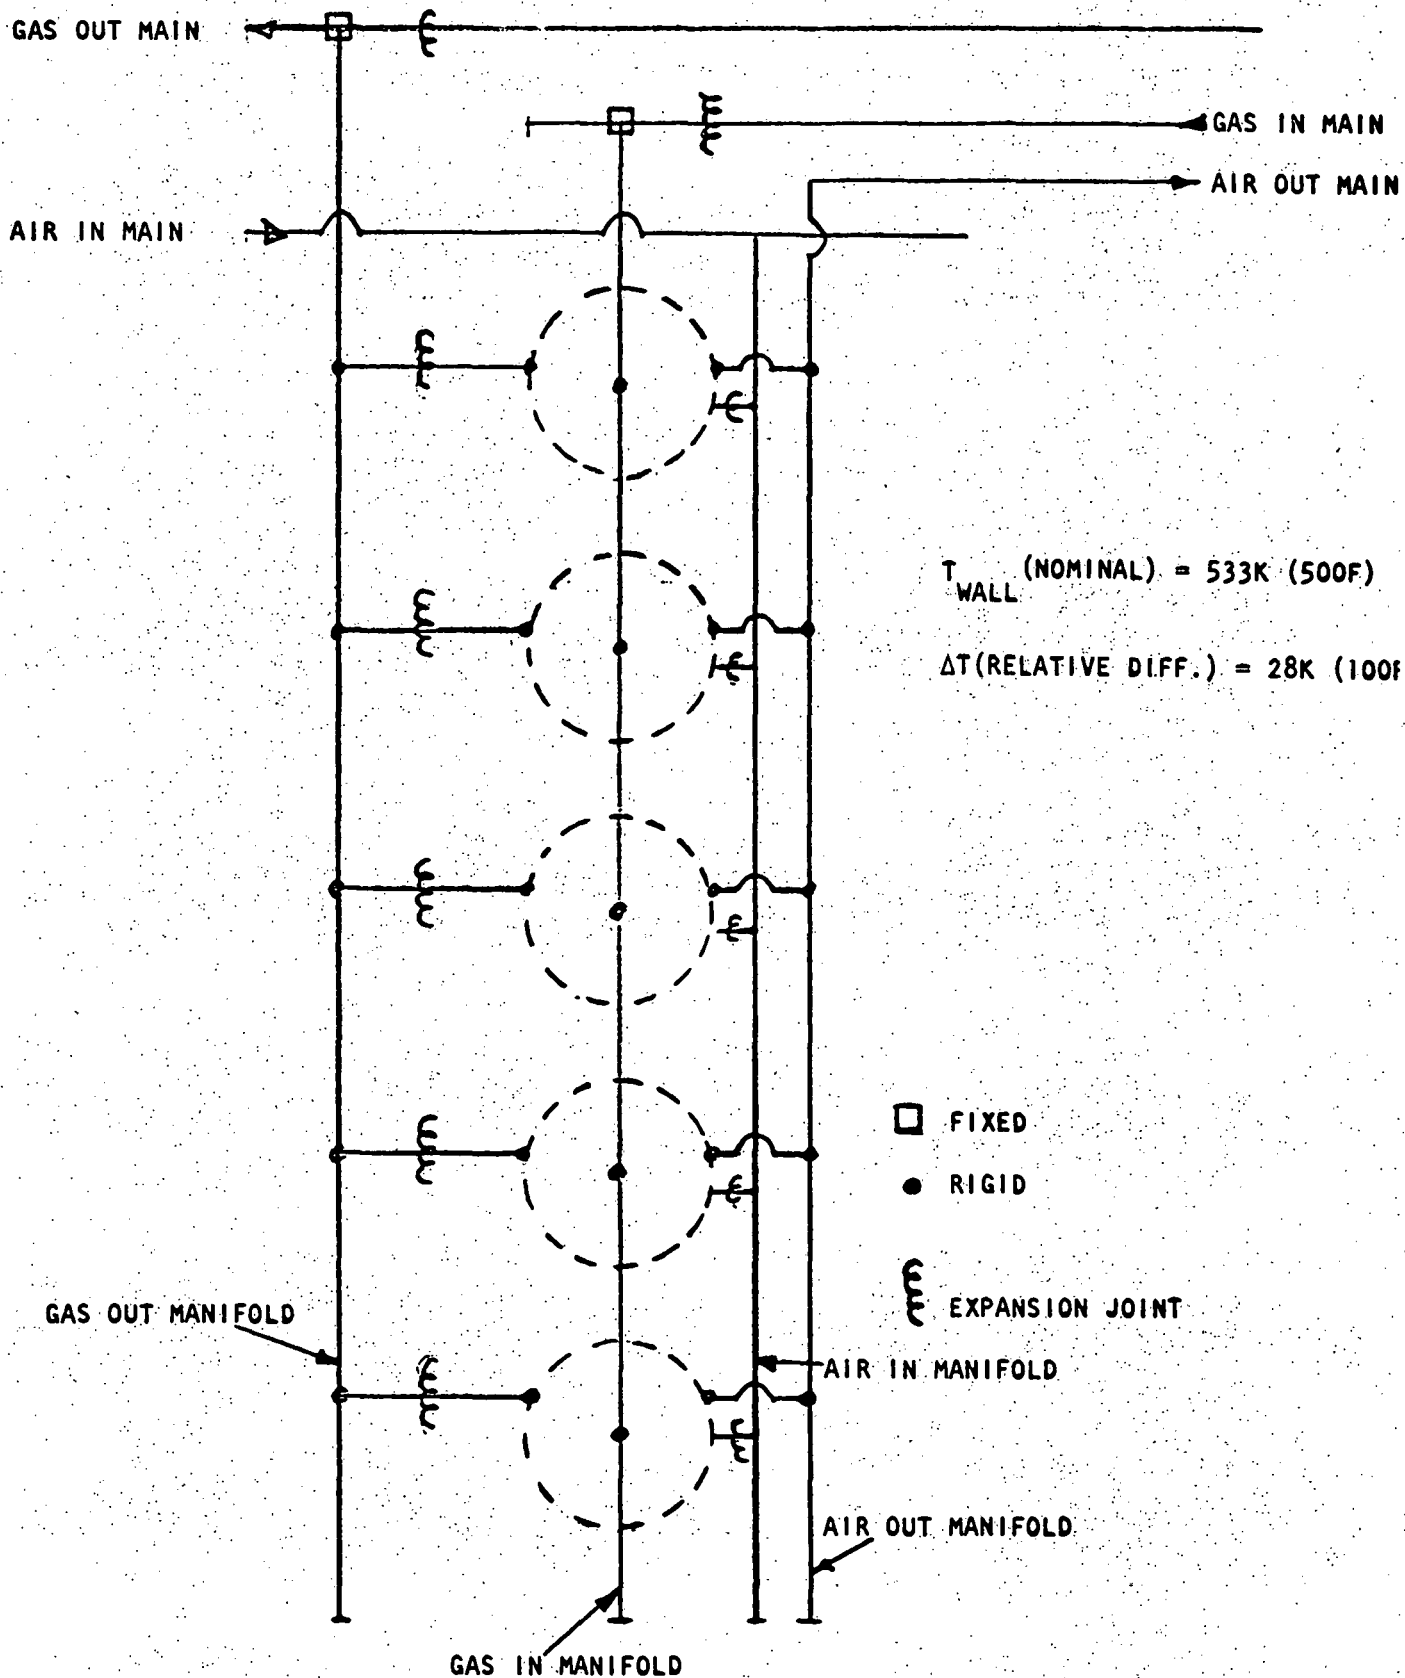 GAS OUT MAIN
GAS IN MAIN
AIR OUT MAIN
AIR IN MAIN
T WALL (NOMINAL) = 533K (500F)
ΔT(RELATIVE DIFF.) = 28K (100F
FIXED
RIGID
EXPANSION JOINT
GAS OUT MANIFOLD
AIR IN MANIFOLD
AIR OUT MANIFOLD
GAS IN MANIFOLD